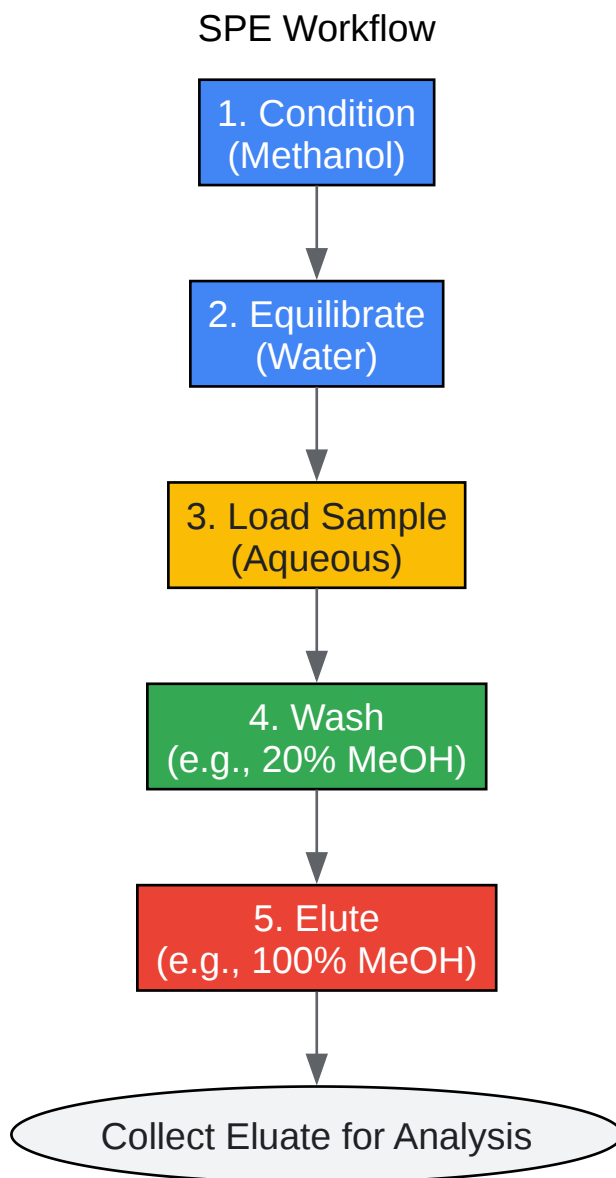 SPE Workflow
1. Condition
(Methanol)
2. Equilibrate
(Water)
3. Load Sample
(Aqueous)
4. Wash
(e.g., 20% MeOH)
5. Elute
(e.g., 100% MeOH)
Collect Eluate for Analysis